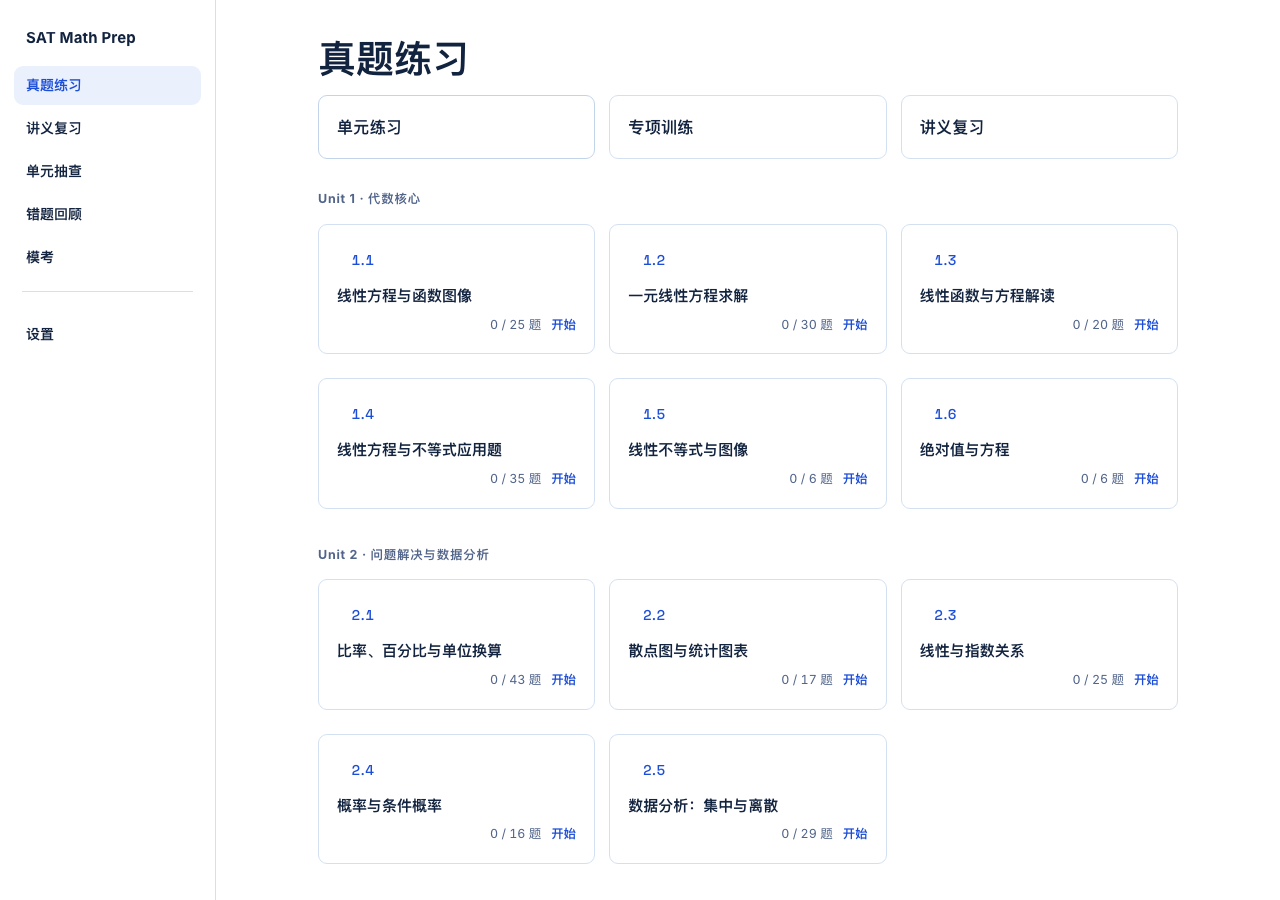 SAT Math Prep
真题练习
讲义复习
单元抽查
错题回顾
模考
设置
真题练习
单元练习
专项训练
讲义复习
Unit 1 · 代数核心
1.1
线性方程与函数图像
0 / 25 题 开始
1.2
一元线性方程求解
0 / 30 题 开始
1.3
线性函数与方程解读
0 / 20 题 开始
1.4
线性方程与不等式应用题
0 / 35 题 开始
1.5
线性不等式与图像
0 / 6 题 开始
1.6
绝对值与方程
0 / 6 题 开始
Unit 2 · 问题解决与数据分析
2.1
比率、百分比与单位换算
0 / 43 题 开始
2.2
散点图与统计图表
0 / 17 题 开始
2.3
线性与指数关系
0 / 25 题 开始
2.4
概率与条件概率
0 / 16 题 开始
2.5
数据分析：集中与离散
0 / 29 题 开始